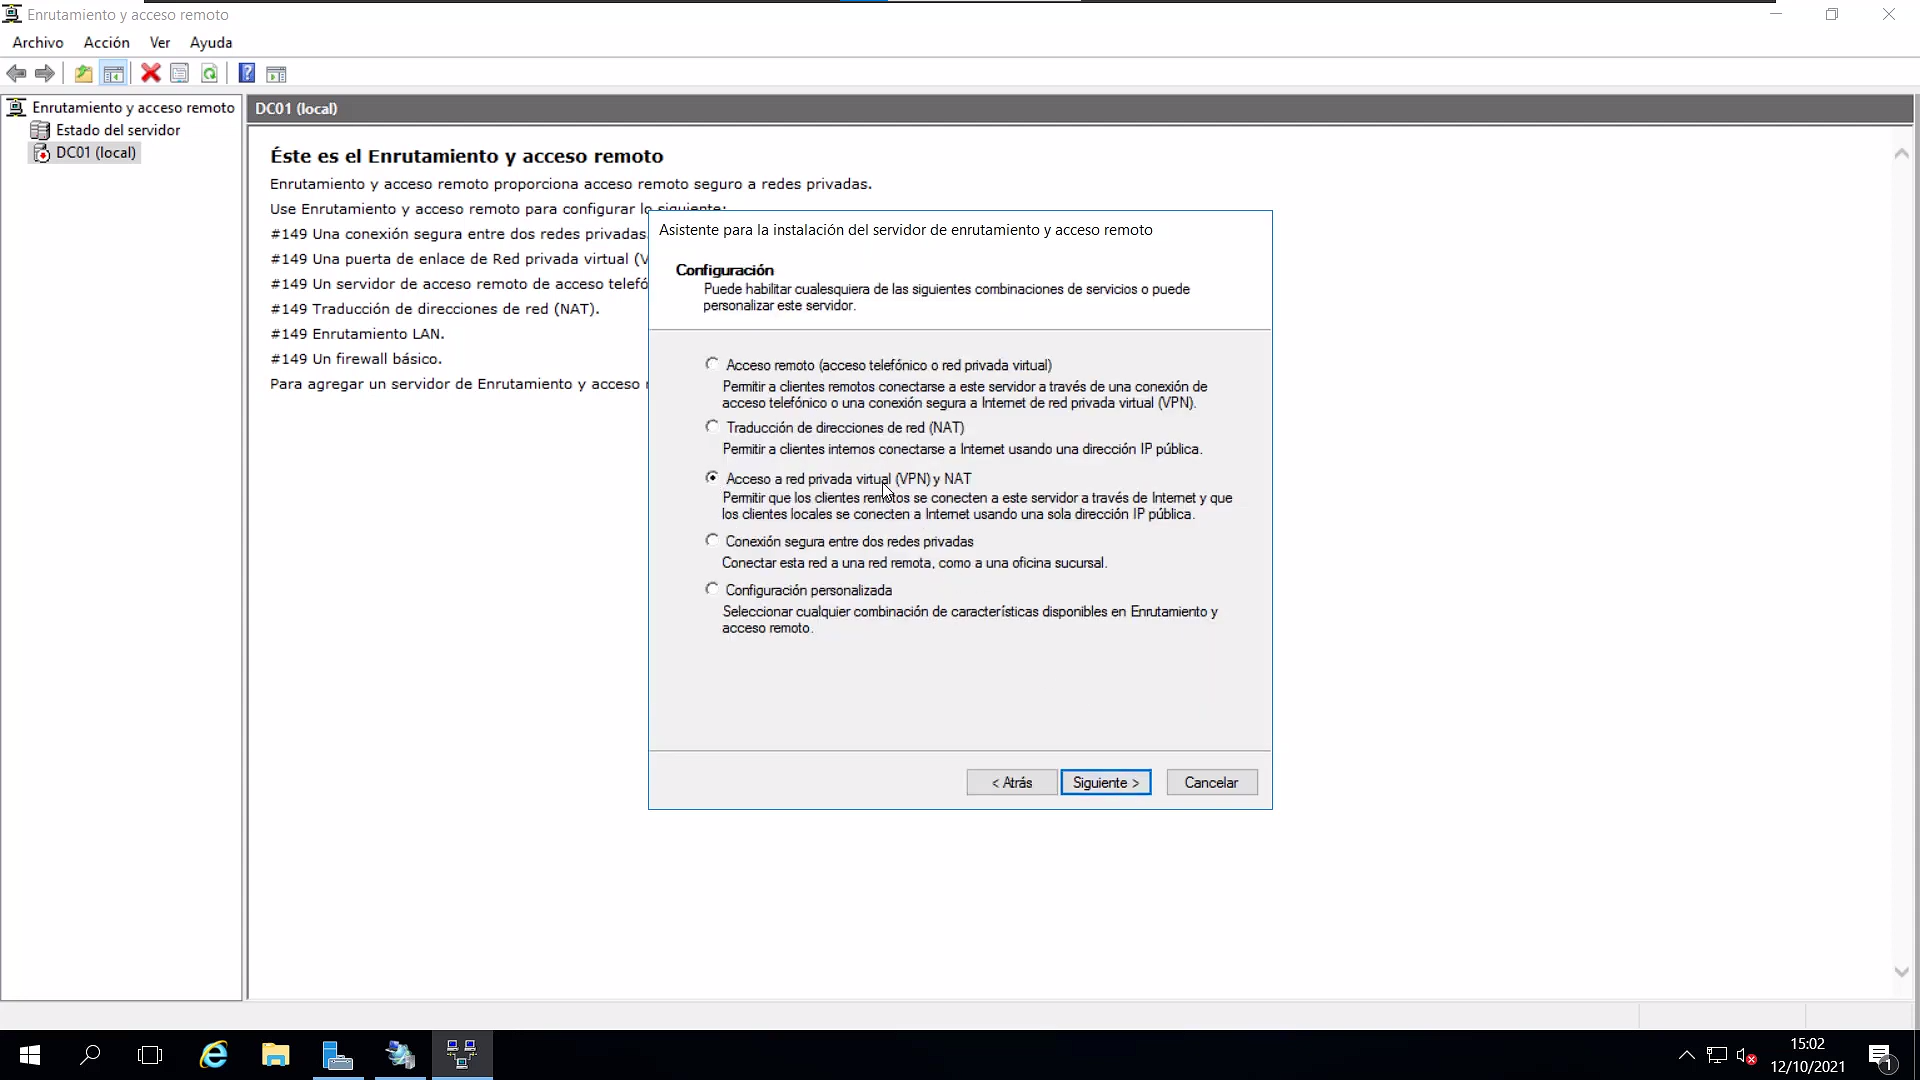 Enrutamiento y acceso remoto
Archivo Acción Ver Ayuda
Enrutamiento y acceso remoto
Estado del servidor
DC01 (local)
DC01 (local)
Éste es el Enrutamiento y acceso remoto
Enrutamiento y acceso remoto proporciona acceso remoto seguro a redes privadas.
Use Enrutamiento y acceso remoto para configurar lo siguiente:
#149 Una conexión segura entre dos redes privadas.
#149 Una puerta de enlace de Red privada virtual (V
#149 Un servidor de acceso remoto de acceso telefó
#149 Traducción de direcciones de red (NAT).
#149 Enrutamiento LAN.
#149 Un firewall básico.
Para agregar un servidor de Enrutamiento y acceso
Asistente para la instalación del servidor de enrutamiento y acceso remoto
Configuración
Puede habilitar cualesquiera de las siguientes combinaciones de servicios o puede
personalizar este servidor.
Acceso remoto (acceso telefónico o red privada virtual)
Permitir a clientes remotos conectarse a este servidor a través de una conexión de
acceso telefónico o una conexión segura a Internet de red privada virtual (VPN).
Traducción de direcciones de red (NAT)
Permitir a clientes internos conectarse a Internet usando una dirección IP pública.
Acceso a red privada virtual (VPN) y NAT
Permitir que los clientes remotos se conecten a este servidor a través de Internet y que
los clientes locales se conecten a Internet usando una sola dirección IP pública.
Conexión segura entre dos redes privadas
Conectar esta red a una red remota, como a una oficina sucursal.
Configuración personalizada
Seleccionar cualquier combinación de características disponibles en Enrutamiento y
acceso remoto.
< Atrás Siguiente > Cancelar
15:02
12/10/2021
1